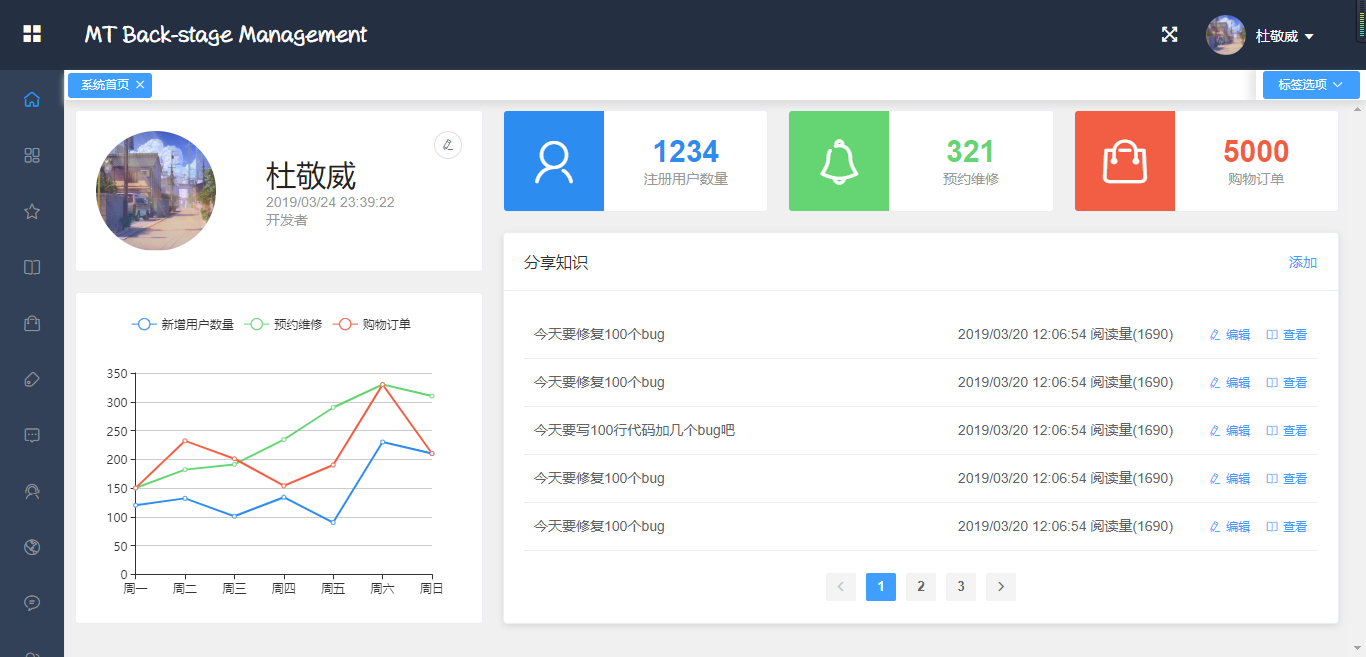 MT Back-stage Management
杜敬威
系统首页
标签选项
杜敬威
2019/03/24 23:39:22
开发者
1234
注册用户数量
321
预约维修
5000
购物订单
新增用户数量 预约维修 购物订单
350
300
250
200
150
100
50
0
周一 周二 周三 周四 周五 周六 周日
分享知识 添加
今天要修复100个bug 2019/03/20 12:06:54 阅读量(1690) 编辑 查看
今天要修复100个bug 2019/03/20 12:06:54 阅读量(1690) 编辑 查看
今天要写100行代码加几个bug吧 2019/03/20 12:06:54 阅读量(1690) 编辑 查看
今天要修复100个bug 2019/03/20 12:06:54 阅读量(1690) 编辑 查看
今天要修复100个bug 2019/03/20 12:06:54 阅读量(1690) 编辑 查看
1 2 3